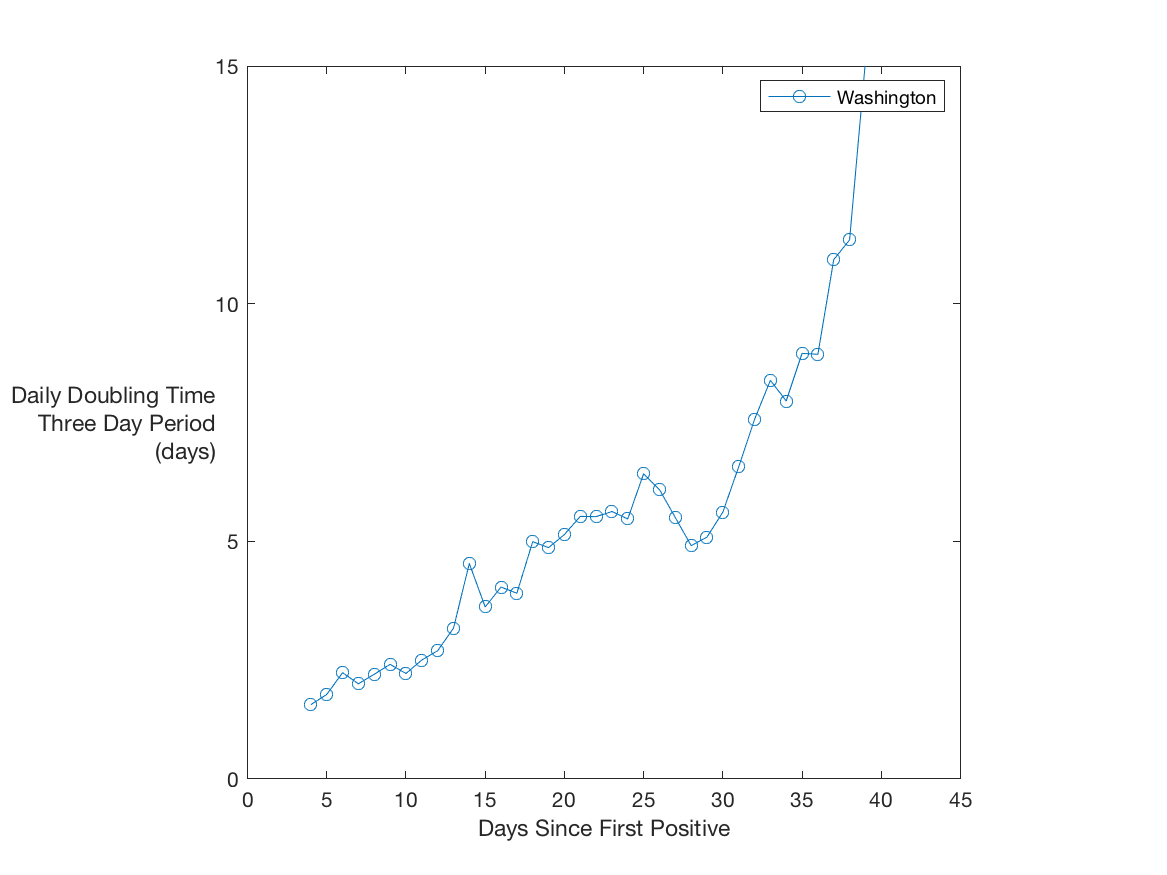 15
Washington
10
Daily Doubling Time
Three Day Period
(days)
5
0
0 5 10 15 20 25 30 35 40 45
Days Since First Positive